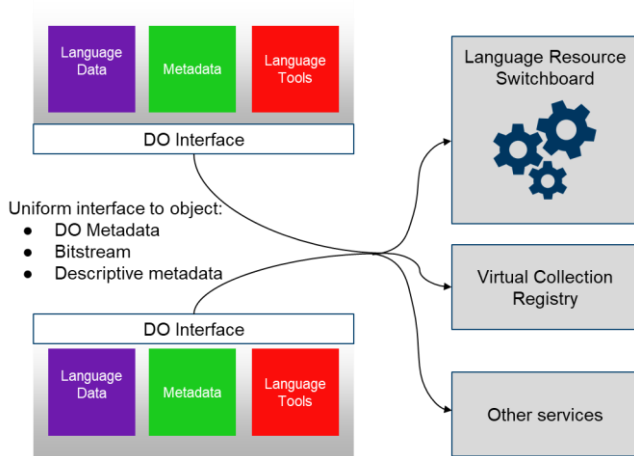 Language
Data
Metadata
Language
Tools
DO Interface
Uniform interface to object:
● DO Metadata
● Bitstream
● Descriptive metadata
DO Interface
Language
Data
Metadata
Language
Tools
Language Resource
Switchboard
Virtual Collection
Registry
Other services